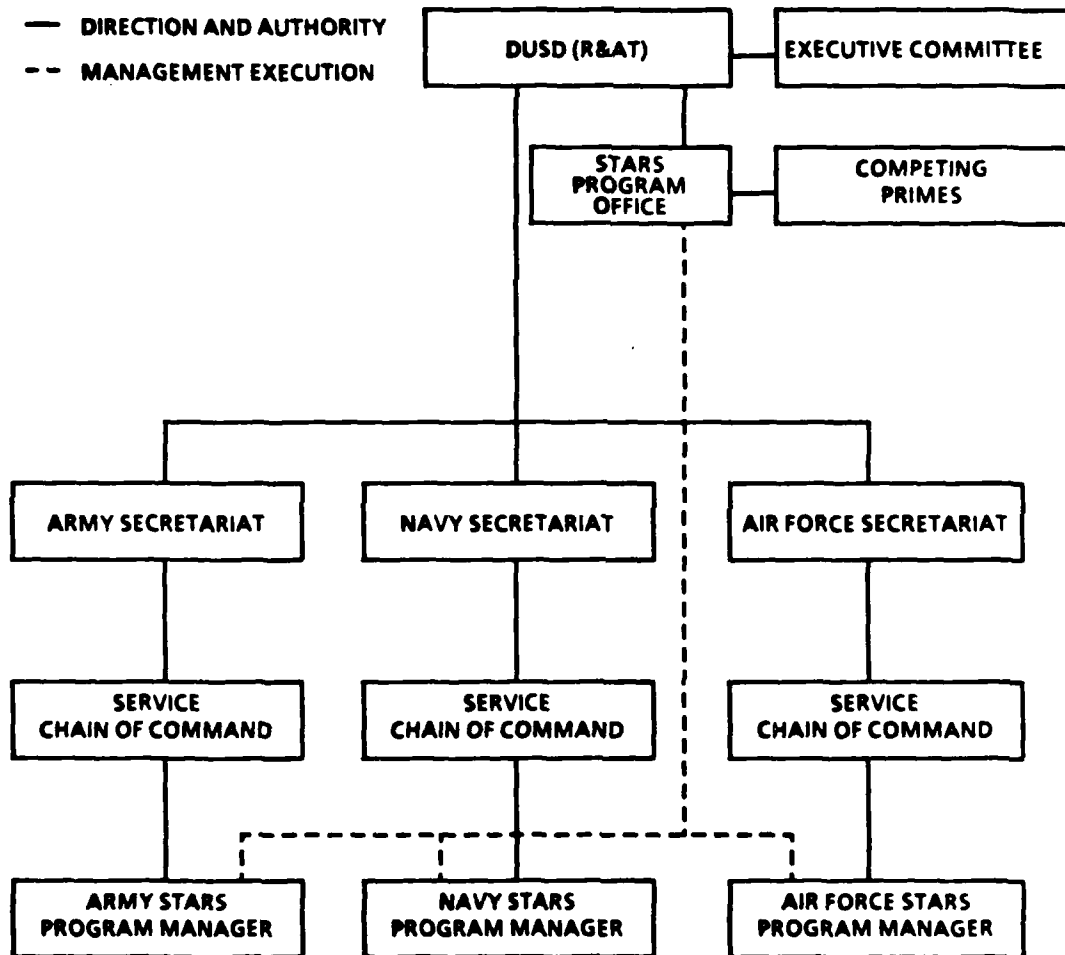 DIRECTION AND AUTHORITY
MANAGEMENT EXECUTION
DUSD (R&AT)
EXECUTIVE COMMITTEE
STARS
PROGRAM
OFFICE
COMPETING
PRIMES
ARMY SECRETARIAT
NAVY SECRETARIAT
AIR FORCE SECRETARIAT
SERVICE
CHAIN OF COMMAND
SERVICE
CHAIN OF COMMAND
SERVICE
CHAIN OF COMMAND
ARMY STARS
PROGRAM MANAGER
NAVY STARS
PROGRAM MANAGER
AIR FORCE STARS
PROGRAM MANAGER